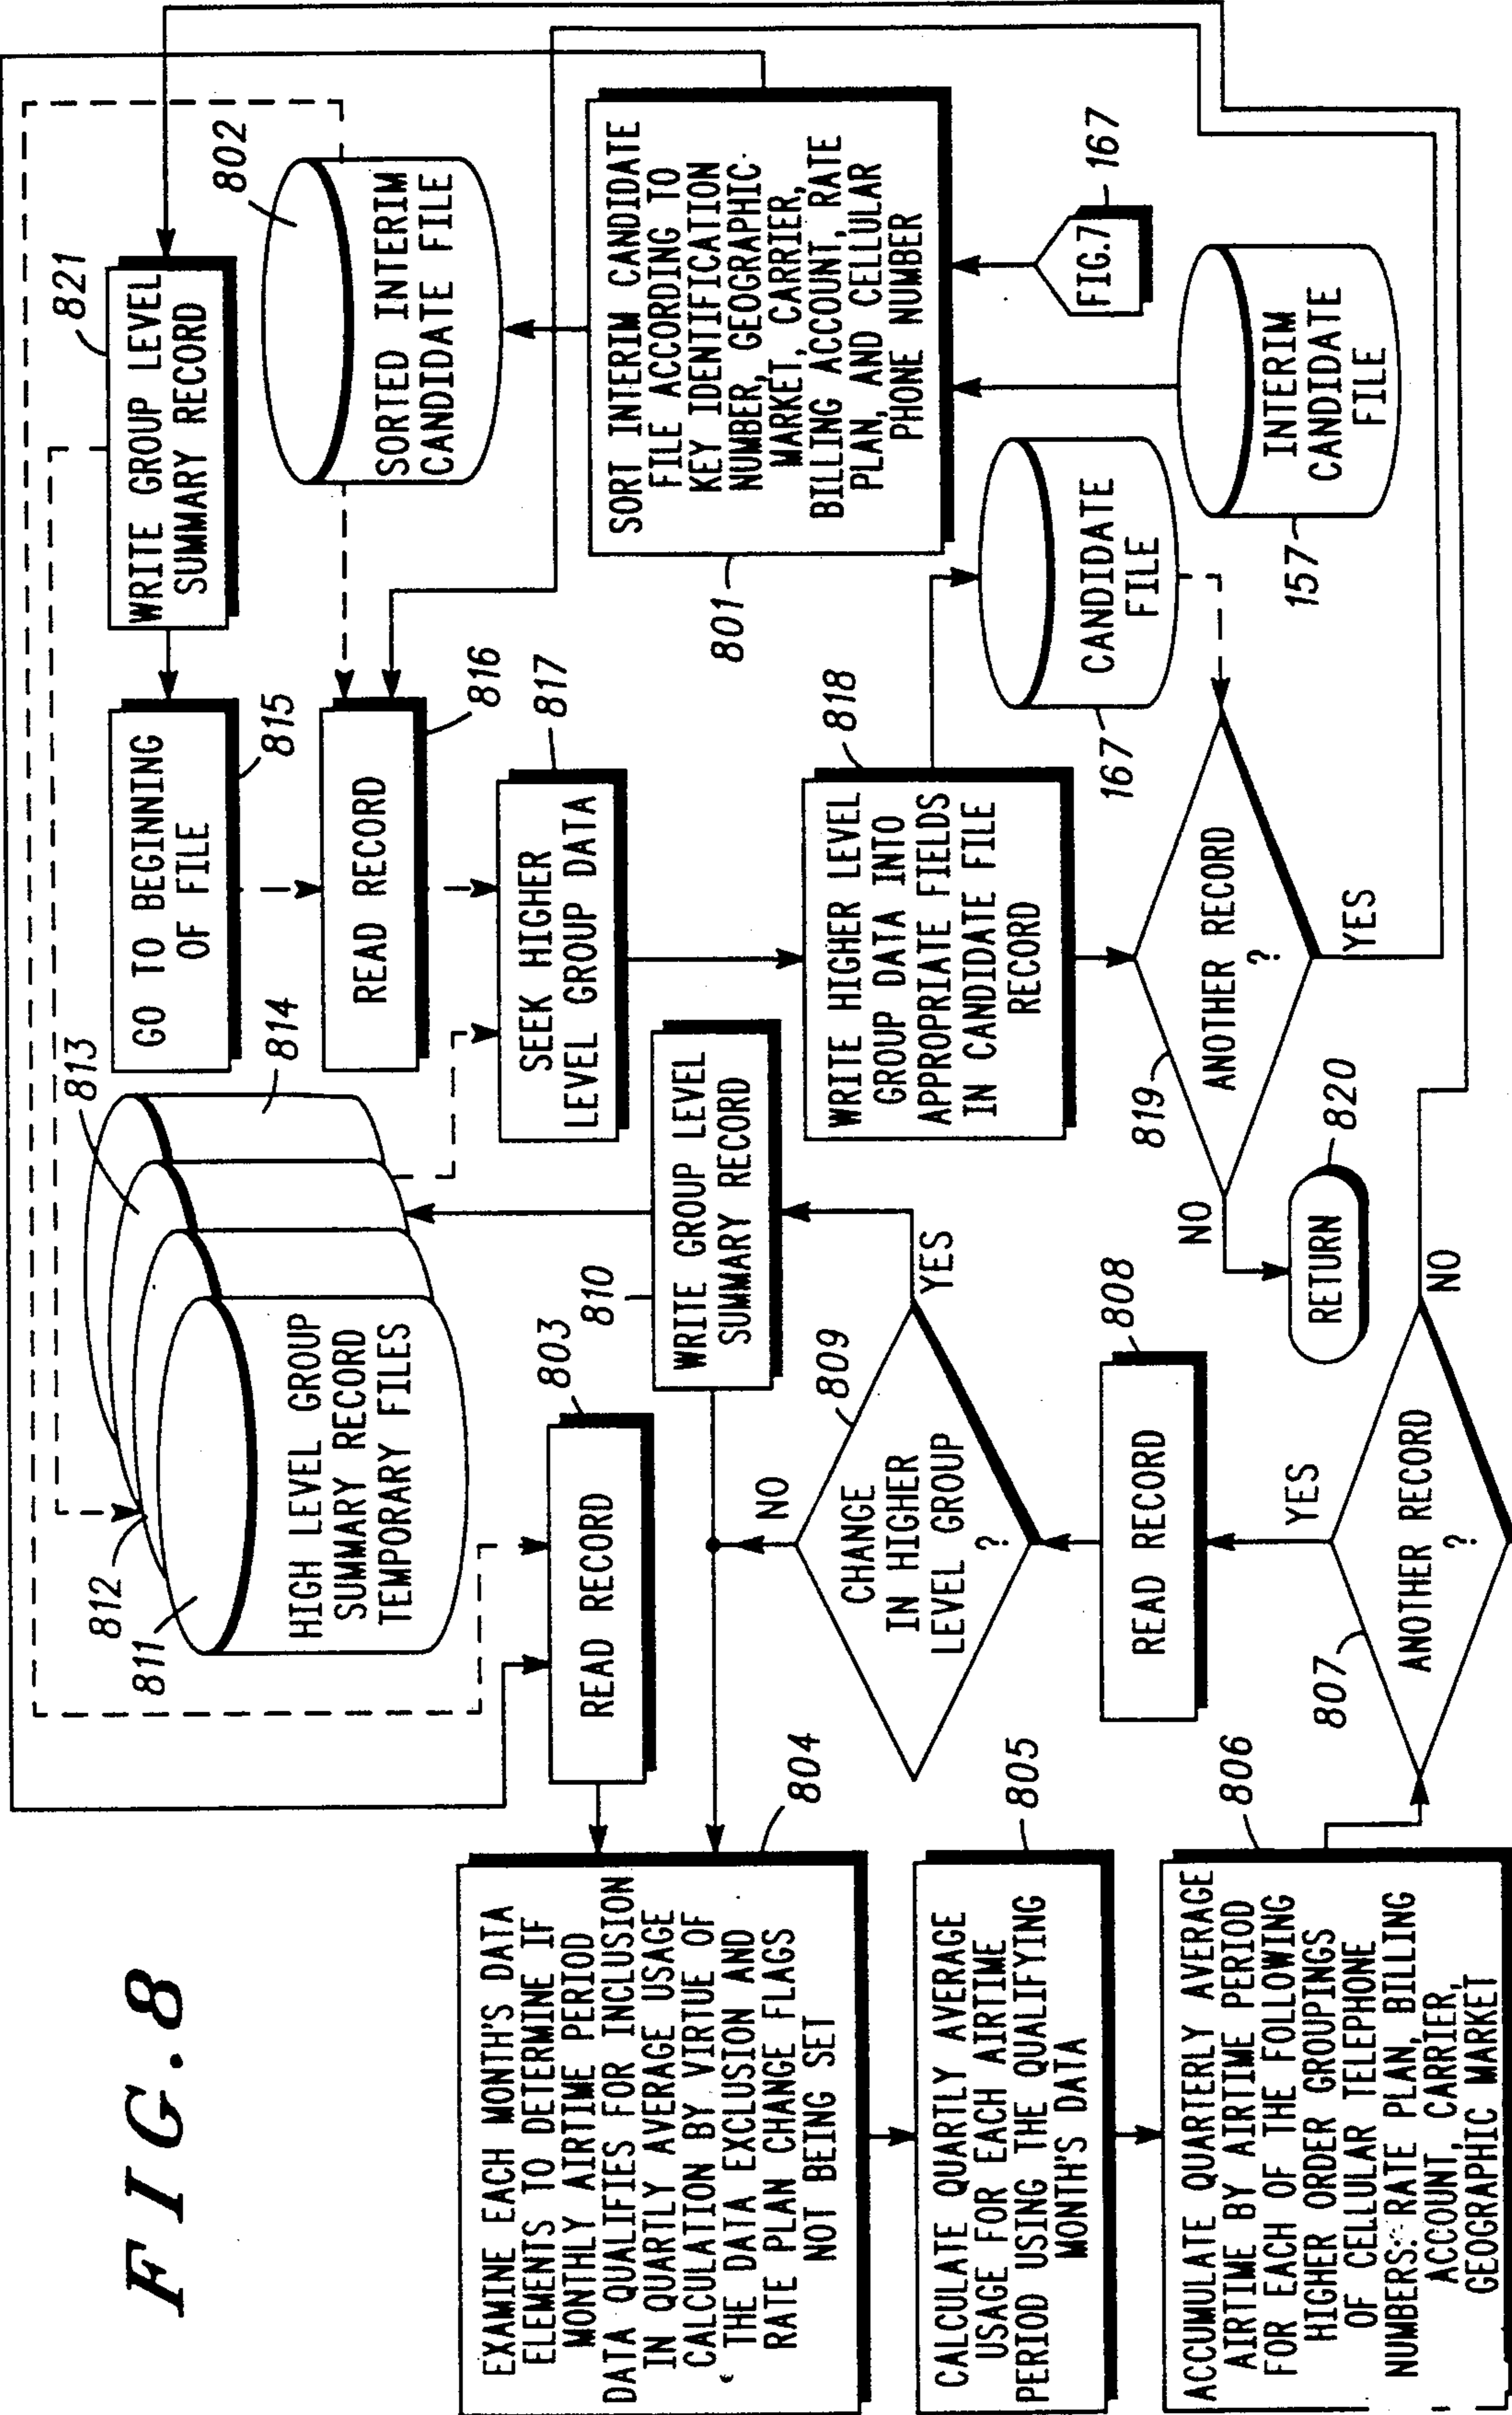 FIG. 8
EXAMINE EACH MONTH'S DATA
ELEMENTS TO DETERMINE IF
MONTHLY AIRTIME PERIOD
DATA QUALIFIES FOR INCLUSION
IN QUARTLY AVERAGE USAGE
CALCULATION BY VIRTUE OF
THE DATA EXCLUSION AND
RATE PLAN CHANGE FLAGS
NOT BEING SET
804
CALCULATE QUARTLY AVERAGE
USAGE FOR EACH AIRTIME
PERIOD USING THE QUALIFYING
MONTH'S DATA
805
ACCUMULATE QUARTERLY AVERAGE
AIRTIME BY AIRTIME PERIOD
FOR EACH OF THE FOLLOWING
HIGHER ORDER GROUPINGS
OF CELLULAR TELEPHONE
NUMBERS: RATE PLAN, BILLING
ACCOUNT, CARRIER,
GEOGRAPHIC MARKET
806
HIGH LEVEL GROUP
SUMMARY RECORD
TEMPORARY FILES
811
812
813
814
READ RECORD
803
WRITE GROUP LEVEL
SUMMARY RECORD
810
CHANGE
IN HIGHER
LEVEL GROUP
?
809
NO
YES
READ RECORD
808
YES
ANOTHER RECORD
?
807
NO
GO TO BEGINNING
OF FILE
815
READ RECORD
816
SEEK HIGHER
LEVEL GROUP DATA
817
WRITE HIGHER LEVEL
GROUP DATA INTO
APPROPRIATE FIELDS
IN CANDIDATE FILE
RECORD
818
ANOTHER RECORD
?
819
YES
NO
RETURN
820
WRITE GROUP LEVEL
SUMMARY RECORD
821
SORTED INTERIM
CANDIDATE FILE
802
SORT INTERIM CANDIDATE
FILE ACCORDING TO
KEY IDENTIFICATION
NUMBER, GEOGRAPHIC
MARKET, CARRIER,
BILLING ACCOUNT, RATE
PLAN, AND CELLULAR
PHONE NUMBER
801
CANDIDATE
FILE
167
FIG.7
167
INTERIM
CANDIDATE
FILE
157